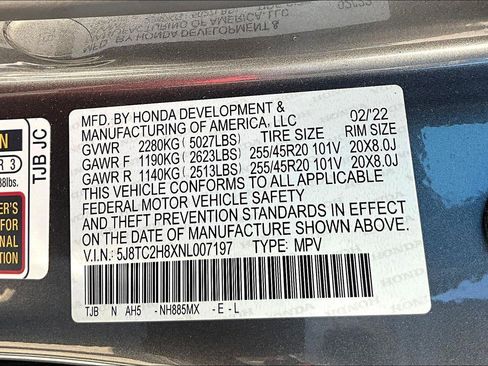 MFD. BY HONDA DEVELOPMENT &
MANUFACTURING OF AMERICA, LLC 02/'22
GVWR 2280KG (5027LBS) TIRE SIZE RIM SIZE
GAWR F 1190KG (2623LBS) 255/45R20 101V 20X8.0J
GAWR R 1140KG (2513LBS) 255/45R20 101V 20X8.0J
THIS VEHICLE CONFORMS TO ALL APPLICABLE
FEDERAL MOTOR VEHICLE SAFETY
AND THEFT PREVENTION STANDARDS IN EFFECT
ON THE DATE OF MANUFACTURE SHOWN ABOVE.
V.I.N.: 5J8TC2H8XNL007197 TYPE: MPV
TJB N AH5 -NH885MX -E-L
TJB JC
R 3
38lbs.
FOR